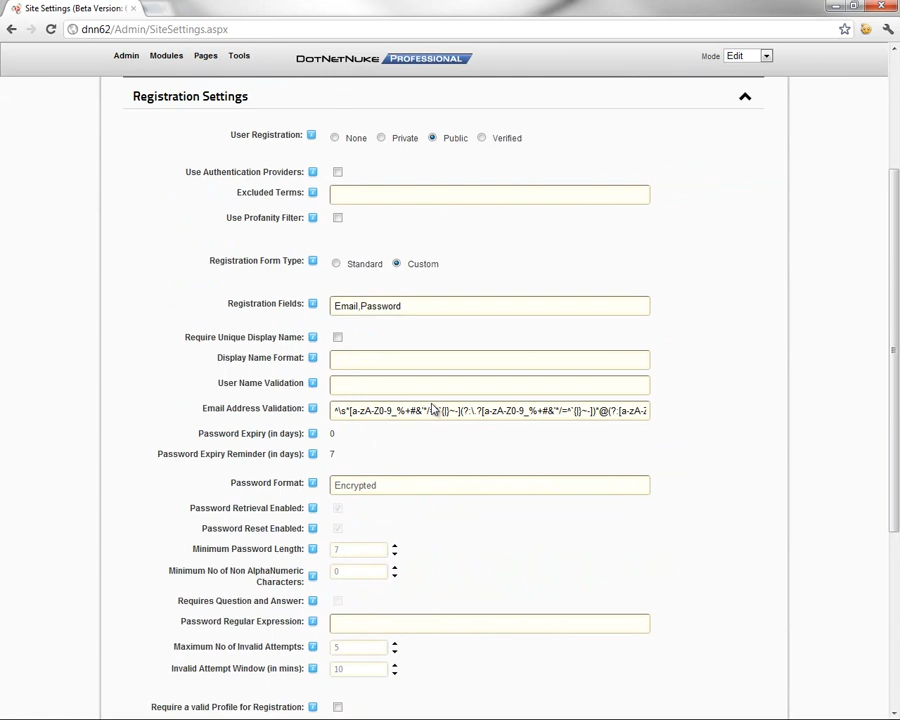 Site Settings (Beta Version:
dnn62/Admin/SiteSettings.aspx
Admin Modules Pages Tools
DOTNETNUKE PROFESSIONAL
Mode Edit
Registration Settings
User Registration: None Private Public Verified
Use Authentication Providers:
Excluded Terms:
Use Profanity Filter:
Registration Form Type: Standard Custom
Registration Fields: Email,Password
Require Unique Display Name:
Display Name Format:
User Name Validation
Email Address Validation:
Password Expiry (in days): 0
Password Expiry Reminder (in days): 7
Password Format: Encrypted
Password Retrieval Enabled:
Password Reset Enabled:
Minimum Password Length: 7
Minimum No of Non AlphaNumeric
Characters: 0
Requires Question and Answer:
Password Regular Expression:
Maximum No of Invalid Attempts: 5
Invalid Attempt Window (in mins): 10
Require a valid Profile for Registration: